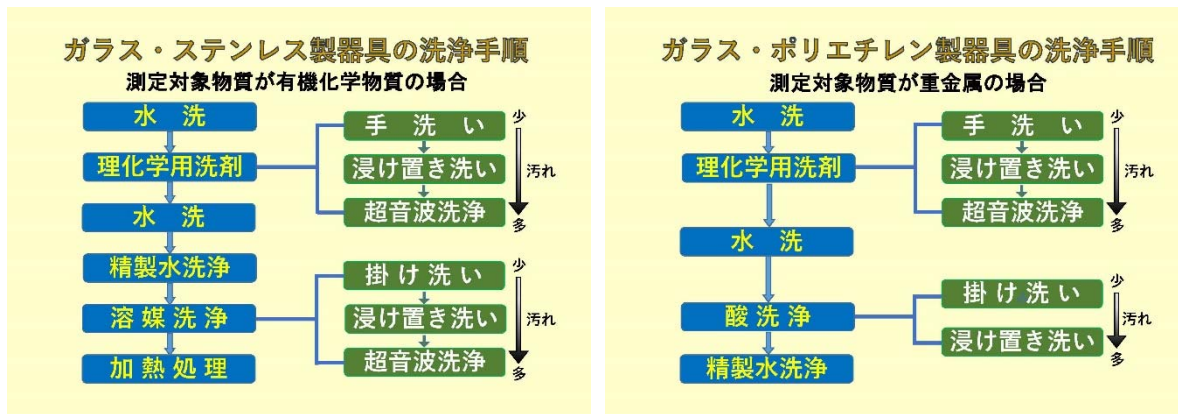 ガラス・ステンレス製器具の洗浄手順
測定対象物質が有機化学物質の場合
水 洗
理化学用洗剤
水 洗
精製水洗浄
溶媒洗浄
加熱処理
手 洗 い
浸け置き洗い
超音波洗浄
少
汚れ
多
掛け洗い
浸け置き洗い
超音波洗浄
少
汚れ
多
ガラス・ポリエチレン製器具の洗浄手順
測定対象物質が重金属の場合
水 洗
理化学用洗剤
水 洗
酸洗浄
精製水洗浄
手 洗 い
浸け置き洗い
超音波洗浄
少
汚れ
多
掛け洗い
浸け置き洗い
少
汚れ
多